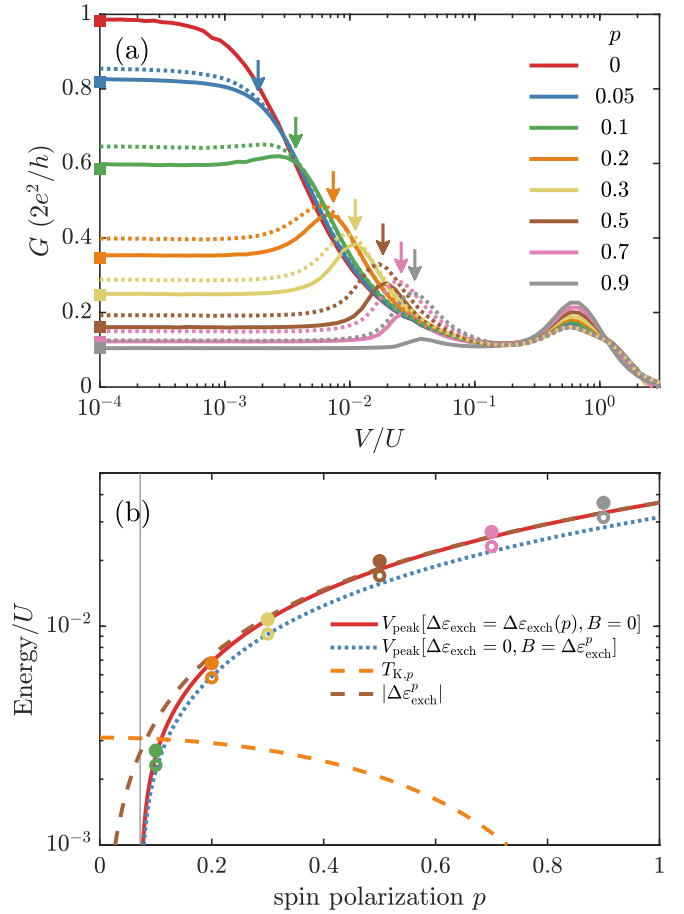 (a)
G (2e²/h)
1
0.8
0.6
0.4
0.2
0
10⁻⁴
10⁻³
10⁻²
10⁻¹
10⁰
V/U
p
0
0.05
0.1
0.2
0.3
0.5
0.7
0.9
(b)
Energy/U
10⁻²
10⁻³
V_peak[Δε_exch = Δε_exch(p), B = 0]
V_peak[Δε_exch = 0, B = Δε^p_exch]
T_K,p
|Δε^p_exch|
0
0.2
0.4
0.6
0.8
1
spin polarization p